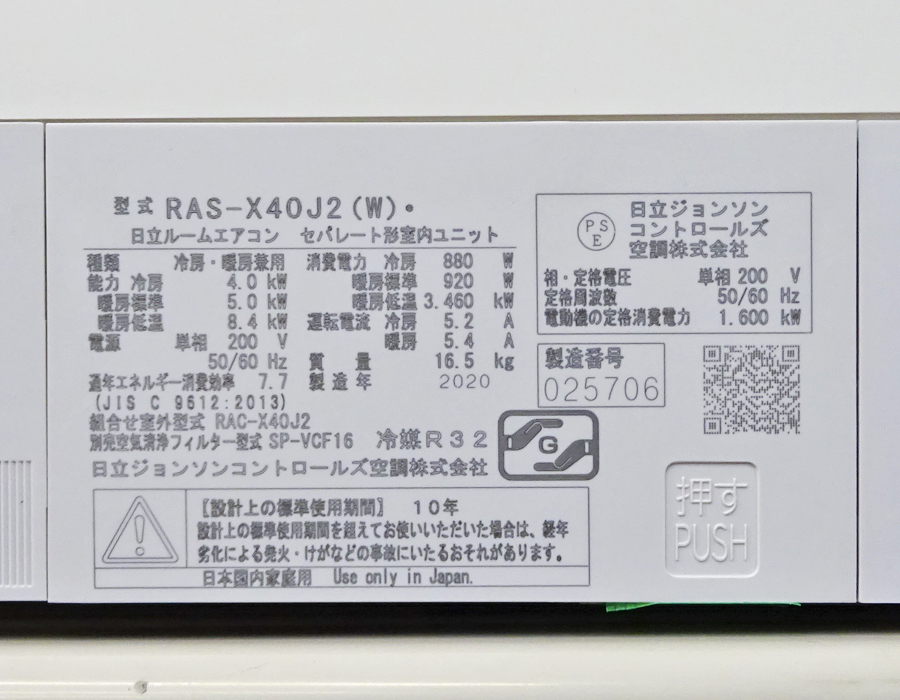 型式 RAS-X40J2(W)・
日立ルームエアコン セパレート形室内ユニット
種類 冷房・暖房兼用
能力 冷房 4.0 kW
暖房標準 5.0 kW
暖房低温 8.4 kW
電源 単相 200 V
50/60 Hz
通年エネルギー消費効率 7.7
(JIS C 9612:2013)
消費電力 冷房 880 W
暖房標準 920 W
暖房低温 3.460 kW
運転電流 冷房 5.2 A
暖房 5.4 A
質量 16.5 kg
製造年 2020
組合せ室外型式 RAC-X40J2
別売空気清浄フィルター型式 SP-VCF16 冷媒R32
G
日立ジョンソンコントロールズ空調株式会社
PS
E
日立ジョンソン
コントロールズ
空調株式会社
相・定格電圧 単相 200 V
定格周波数 50/60 Hz
電動機の定格消費電力 1.600 kW
製造番号
025706
押す
PUSH
[設計上の標準使用期間] 10年
設計上の標準使用期間を超えてお使いいただいた場合は、経年
劣化による発火・けがなどの事故にいたるおそれがあります。
日本国内家庭用 Use only in Japan.